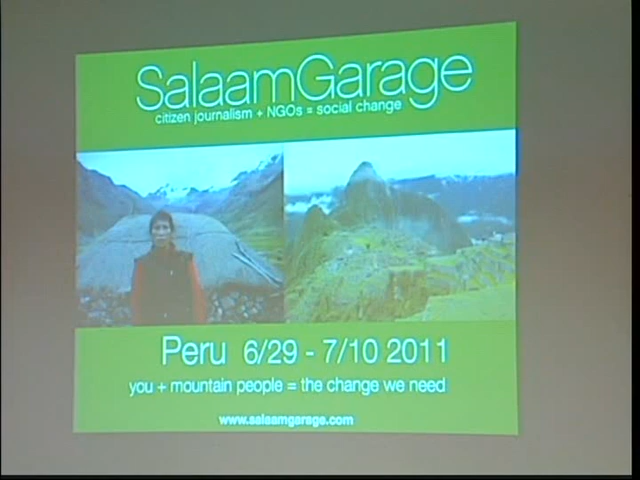 SalaamGarage
citizen journalism + NGOs = social change
Peru 6/29 - 7/10 2011
you + mountain people = the change we need
www.salaamgarage.com